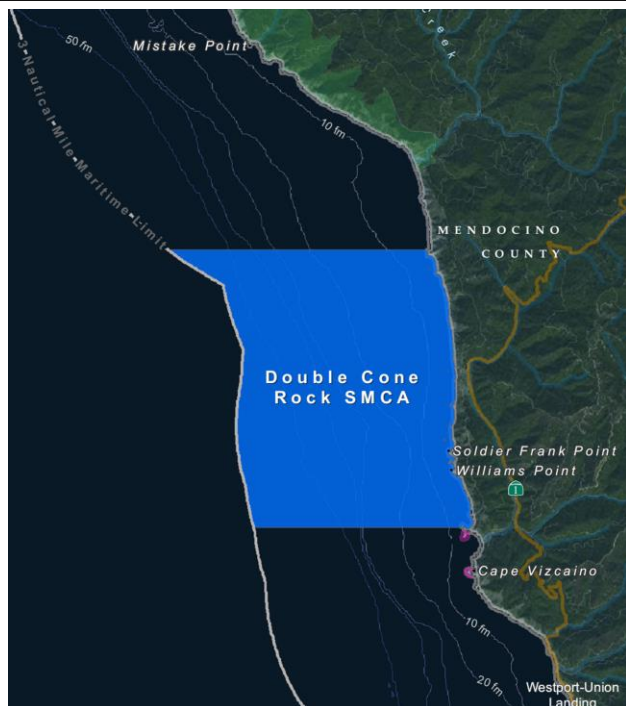 Creek
50 fm
Mistake Point
3-Nautical-Mile-Maritime-Limit
10 fm
MENDOCINO
COUNTY
Double Cone
Rock SMCA
Soldier Frank Point
Williams Point
1
Cape Vizcaino
10 fm
20 fm
Westport-Union
Landing